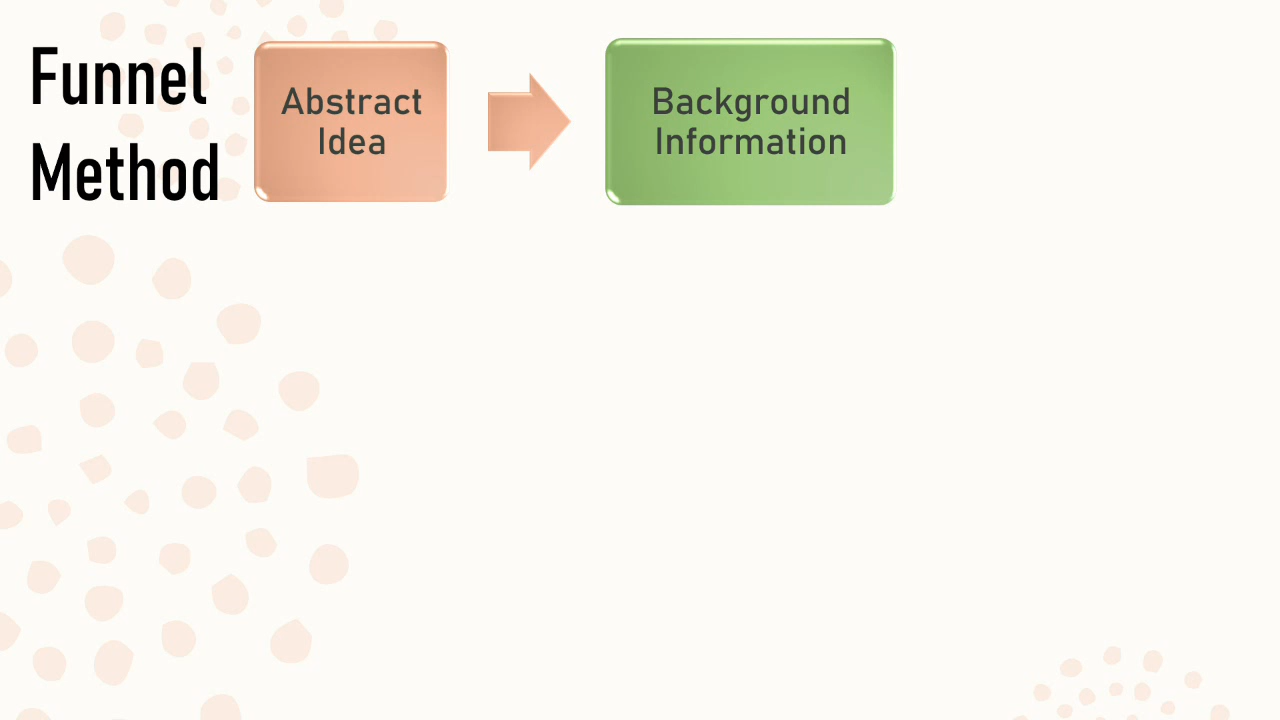 Funnel
Method
Abstract
Idea
Background
Information